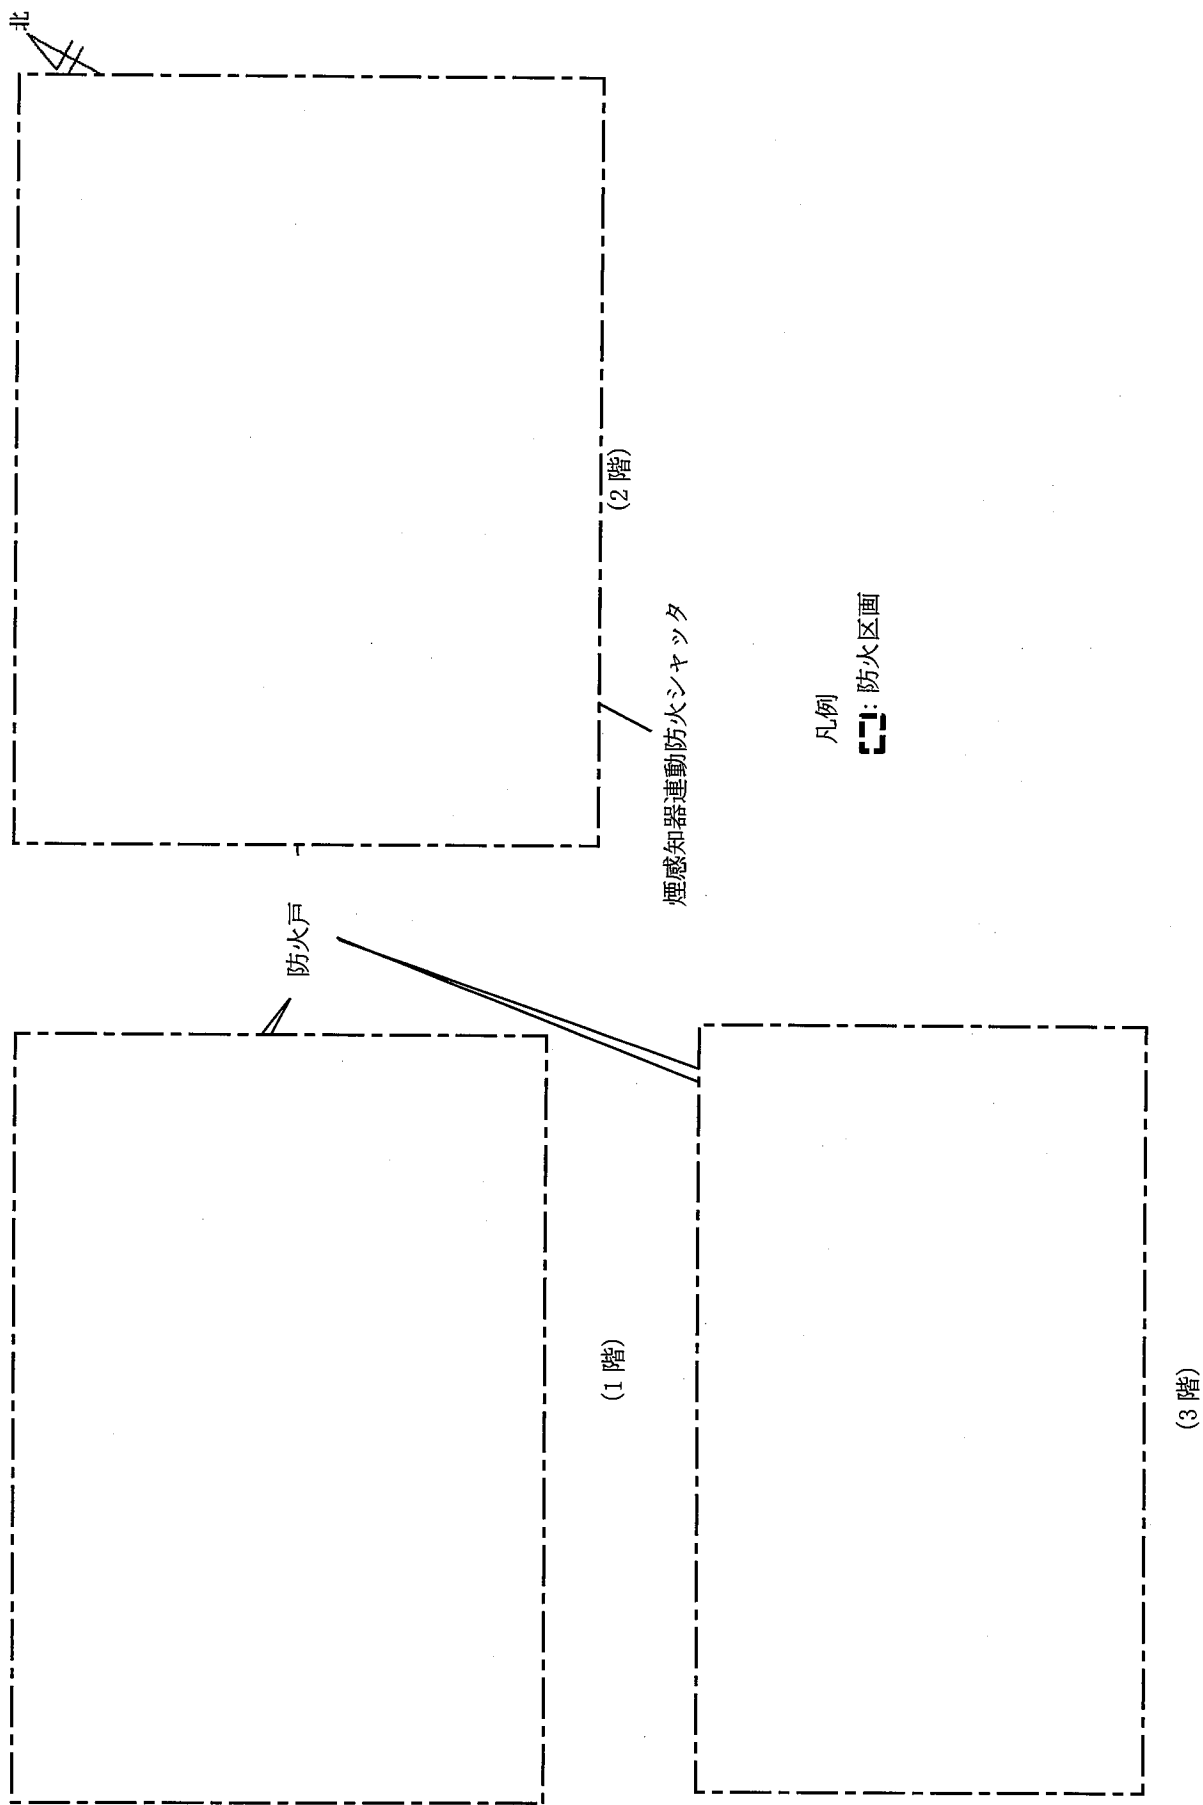 北
防火戸
(1 階)
(2 階)
煙感知器連動防火シャッタ
(3 階)
凡例
: 防火区画